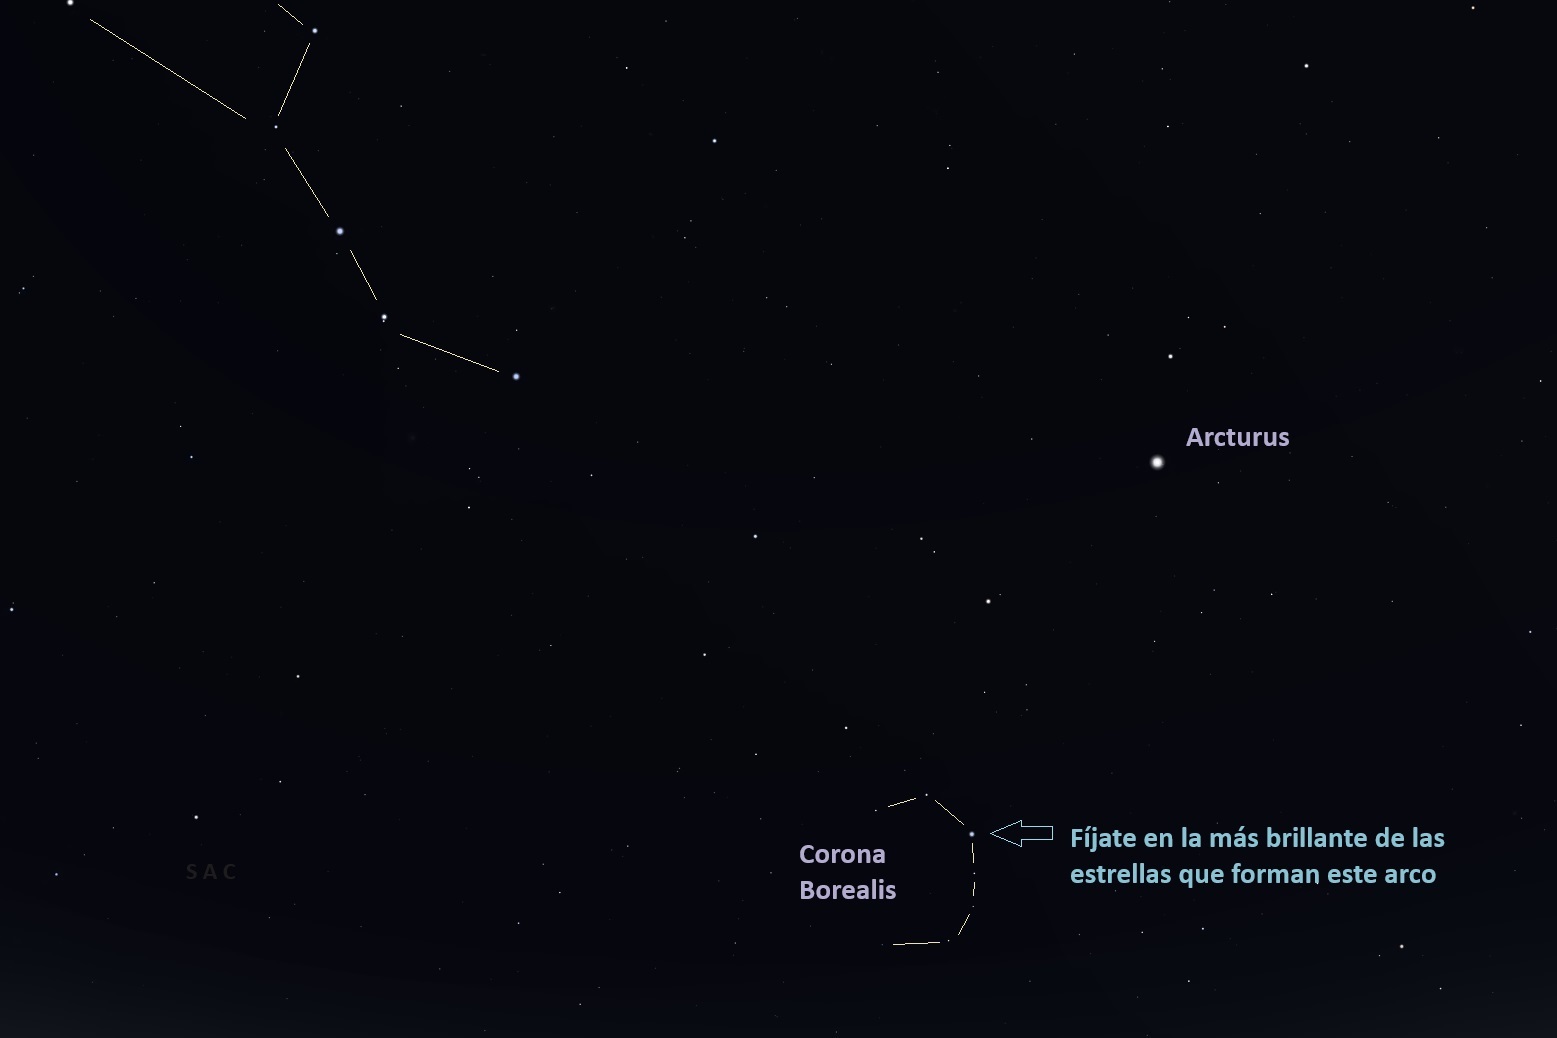 Arcturus
Corona
Borealis
Fíjate en la más brillante de las
estrellas que forman este arco
SAC